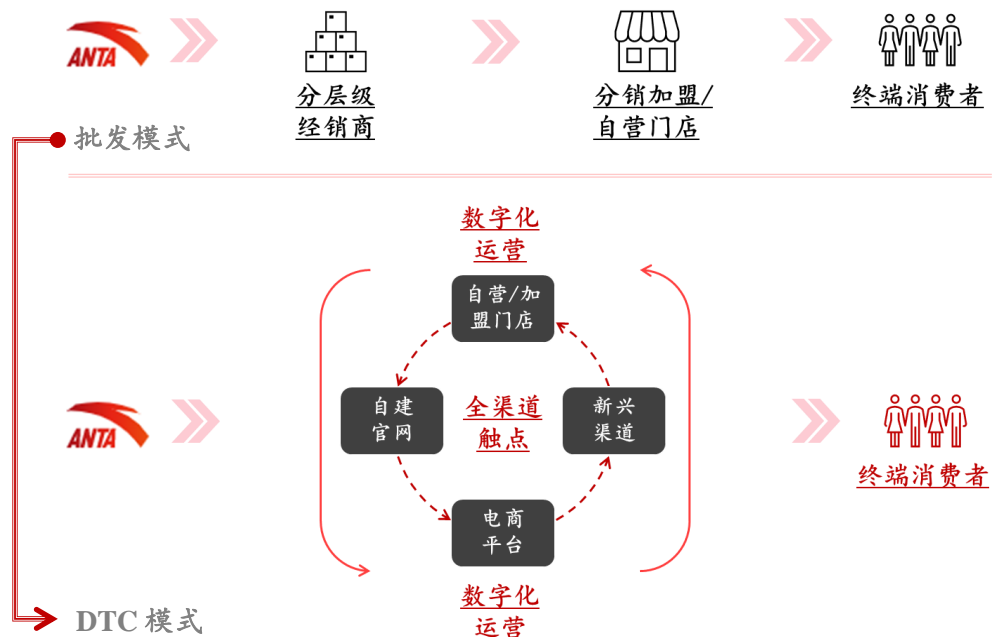 ANTA
分层级
经销商
分销加盟/
自营门店
终端消费者
批发模式
数字化
运营
自营/加
盟门店
自建
官网
全渠道
触点
新兴
渠道
电商
平台
ANTA
终端消费者
数字化
运营
DTC 模式